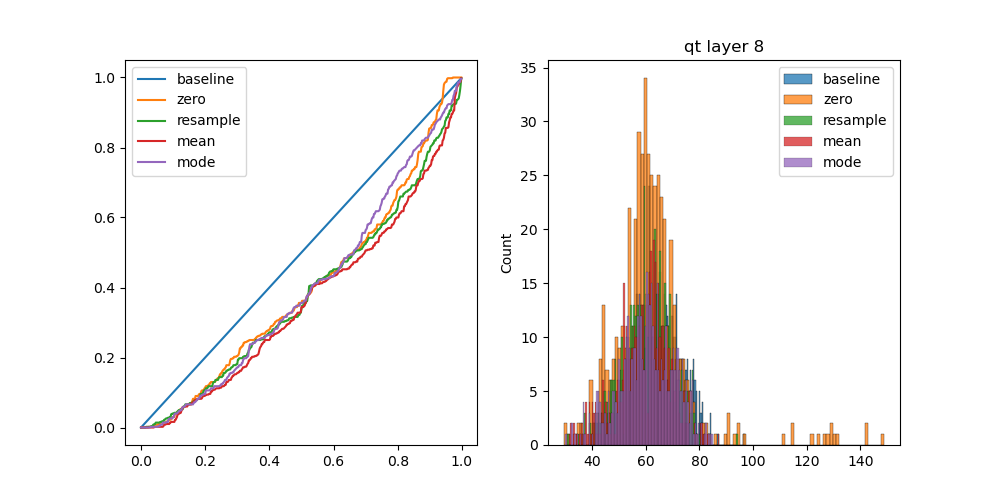 baseline
zero
resample
mean
mode
1.0
0.8
0.6
0.4
0.2
0.0
0.0 0.2 0.4 0.6 0.8 1.0
qt layer 8
baseline
zero
resample
mean
mode
Count
35
30
25
20
15
10
5
0
40 60 80 100 120 140